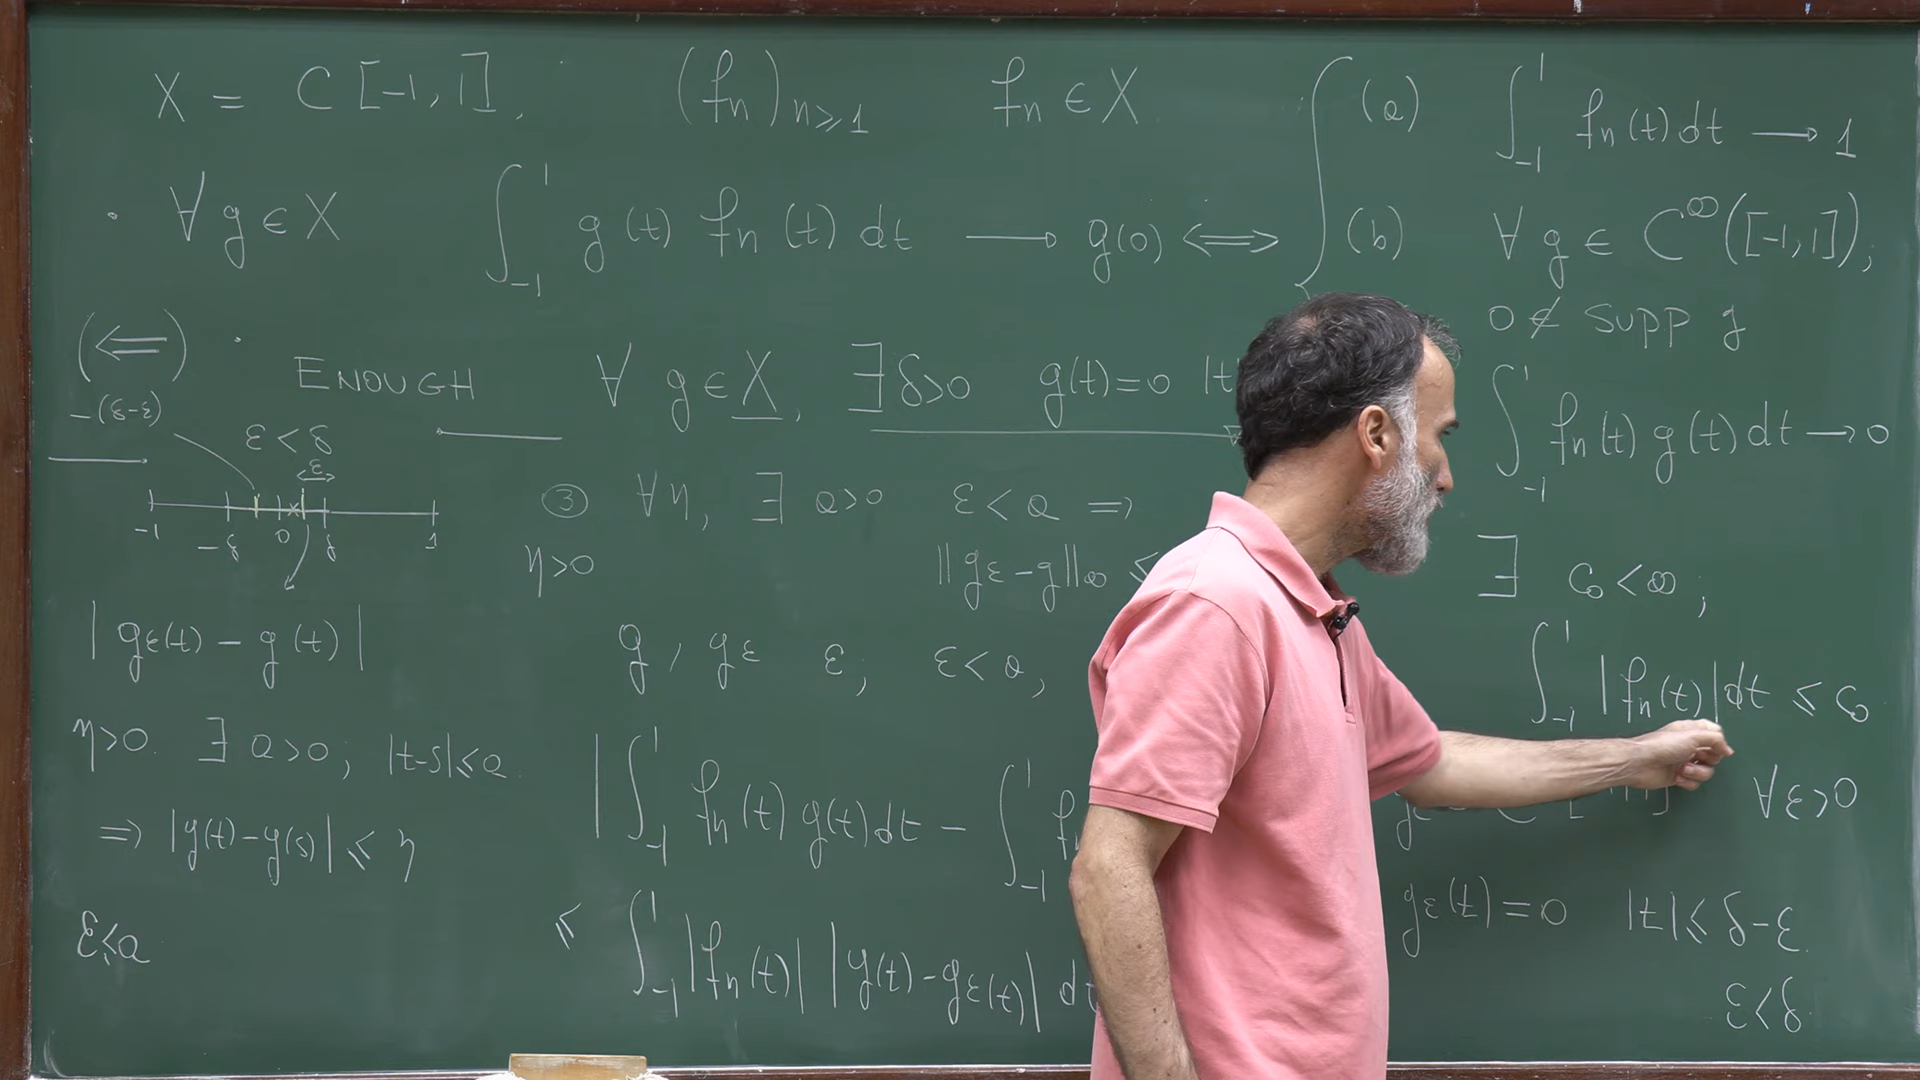 X = C[-1,1], (fn)n≥1 fn ∈ X
(a) ∫_{-1}^{1} fn(t)dt → 1
∀ g ∈ X ∫_{-1}^{1} g(t) fn(t) dt → g(0) ⟺
(b) ∀ g ∈ C^∞([-1,1]);
0 ∉ SUPP g
∫_{-1}^{1} fn(t) g(t) dt → 0
∃ C0 < ∞ ;
∫_{-1}^{1} |fn(t)| dt ≤ C0
(⇐) ENOUGH ∀ g ∈ X, ∃ δ>0 g(t)=0 |t
-(δ-ε)
ε < δ
ε
-1 -δ 0 δ 1
③ ∀η, ∃ a>0 ε < a ⇒
η>0 ‖gε - g‖∞ ≤
|gε(t) - g(t)|
g, gε ε; ε < a,
η>0. ∃ a>0; |t-s| ≤ a
⇒ |g(t) - g(s)| ≤ η
ε ≤ a
|∫_{-1}^{1} fn(t) g(t) dt - ∫_{-1}^{1} fn
≤ ∫_{-1}^{1} |fn(t)| |g(t) - gε(t)| dt
∀ε>0
gε(t) = 0 |t| ≤ δ-ε
ε < δ